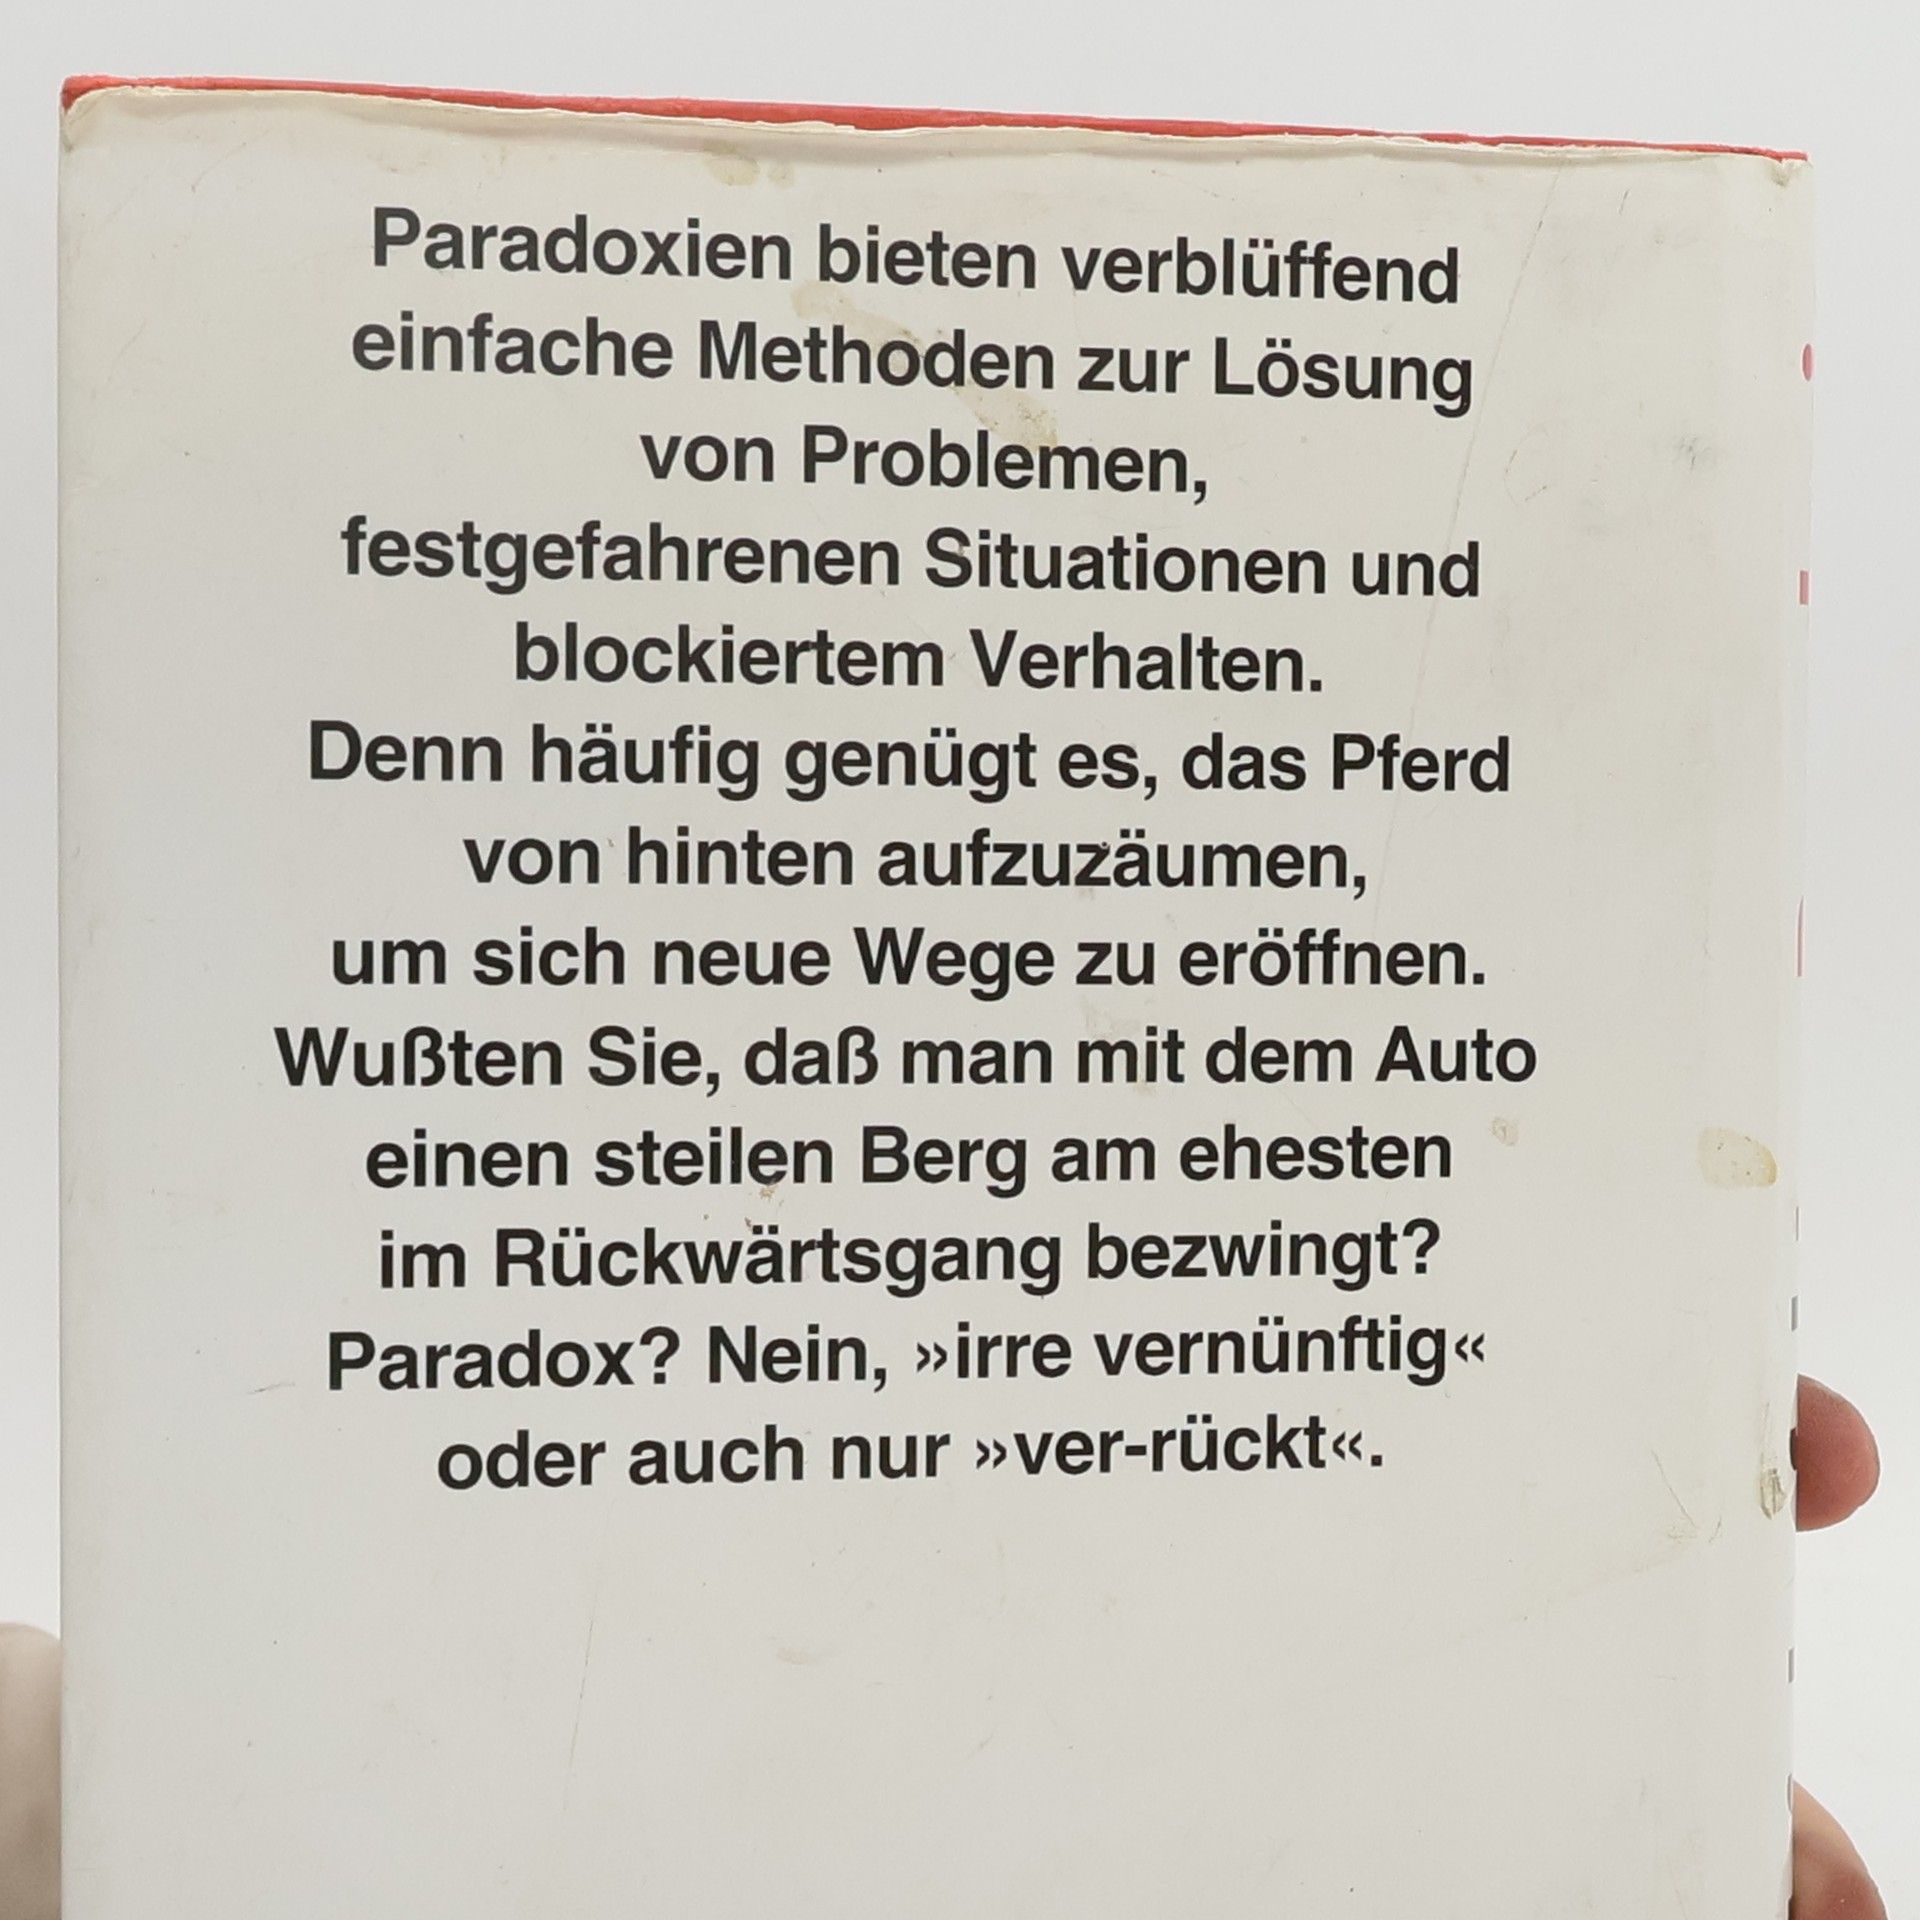 Paradoxien bieten verblüffend
einfache Methoden zur Lösung
von Problemen,
festgefahrenen Situationen und
blockiertem Verhalten.
Denn häufig genügt es, das Pferd
von hinten aufzuzäumen,
um sich neue Wege zu eröffnen.
Wußten Sie, daß man mit dem Auto
einen steilen Berg am ehesten
im Rückwärtsgang bezwingt?
Paradox? Nein, »irre vernünftig«
oder auch nur »ver-rückt«.